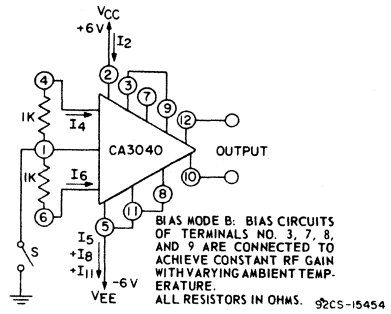 VCC
+6V
I2
2
3
4
7
9
12
1K
I4
1
CA3040
OUTPUT
1K
I6
10
6
8
S
5
11
I5
+I8
+I11
-6V
VEE
BIAS MODE B: BIAS CIRCUITS
OF TERMINALS NO. 3, 7, 8,
AND 9 ARE CONNECTED TO
ACHIEVE CONSTANT RF GAIN
WITH VARYING AMBIENT TEMP-
ERATURE.
ALL RESISTORS IN OHMS.
92CS-15454